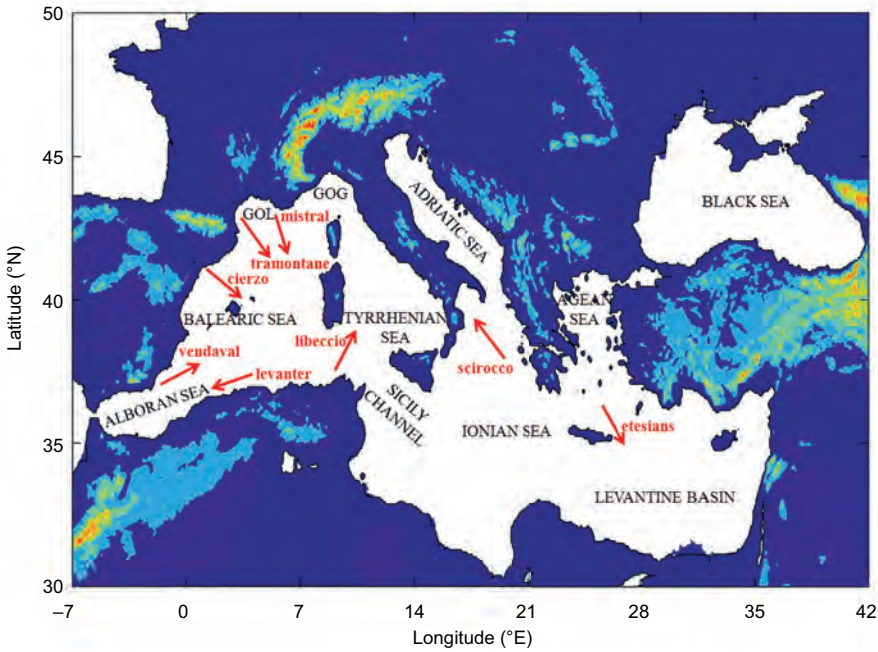 50
45
40
35
30
Latitude (°N)
–7
0
7
14
21
28
35
42
Longitude (°E)
GOG
GOL
mistral
tramontane
cierzo
ADRIATIC SEA
BLACK SEA
BALEARIC SEA
TYRRHENIAN
SEA
AGEAN
SEA
libeccio
vendaval
levanter
scirocco
ALBORAN SEA
SICILY
CHANNEL
IONIAN SEA
etesians
LEVANTINE BASIN